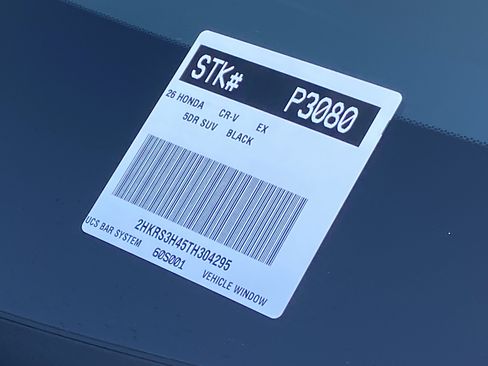 STK# P3080
26 HONDA CR-V EX
5DR SUV BLACK
2HKRS3H45TH304295
UCS BAR SYSTEM 60S001 VEHICLE WINDOW